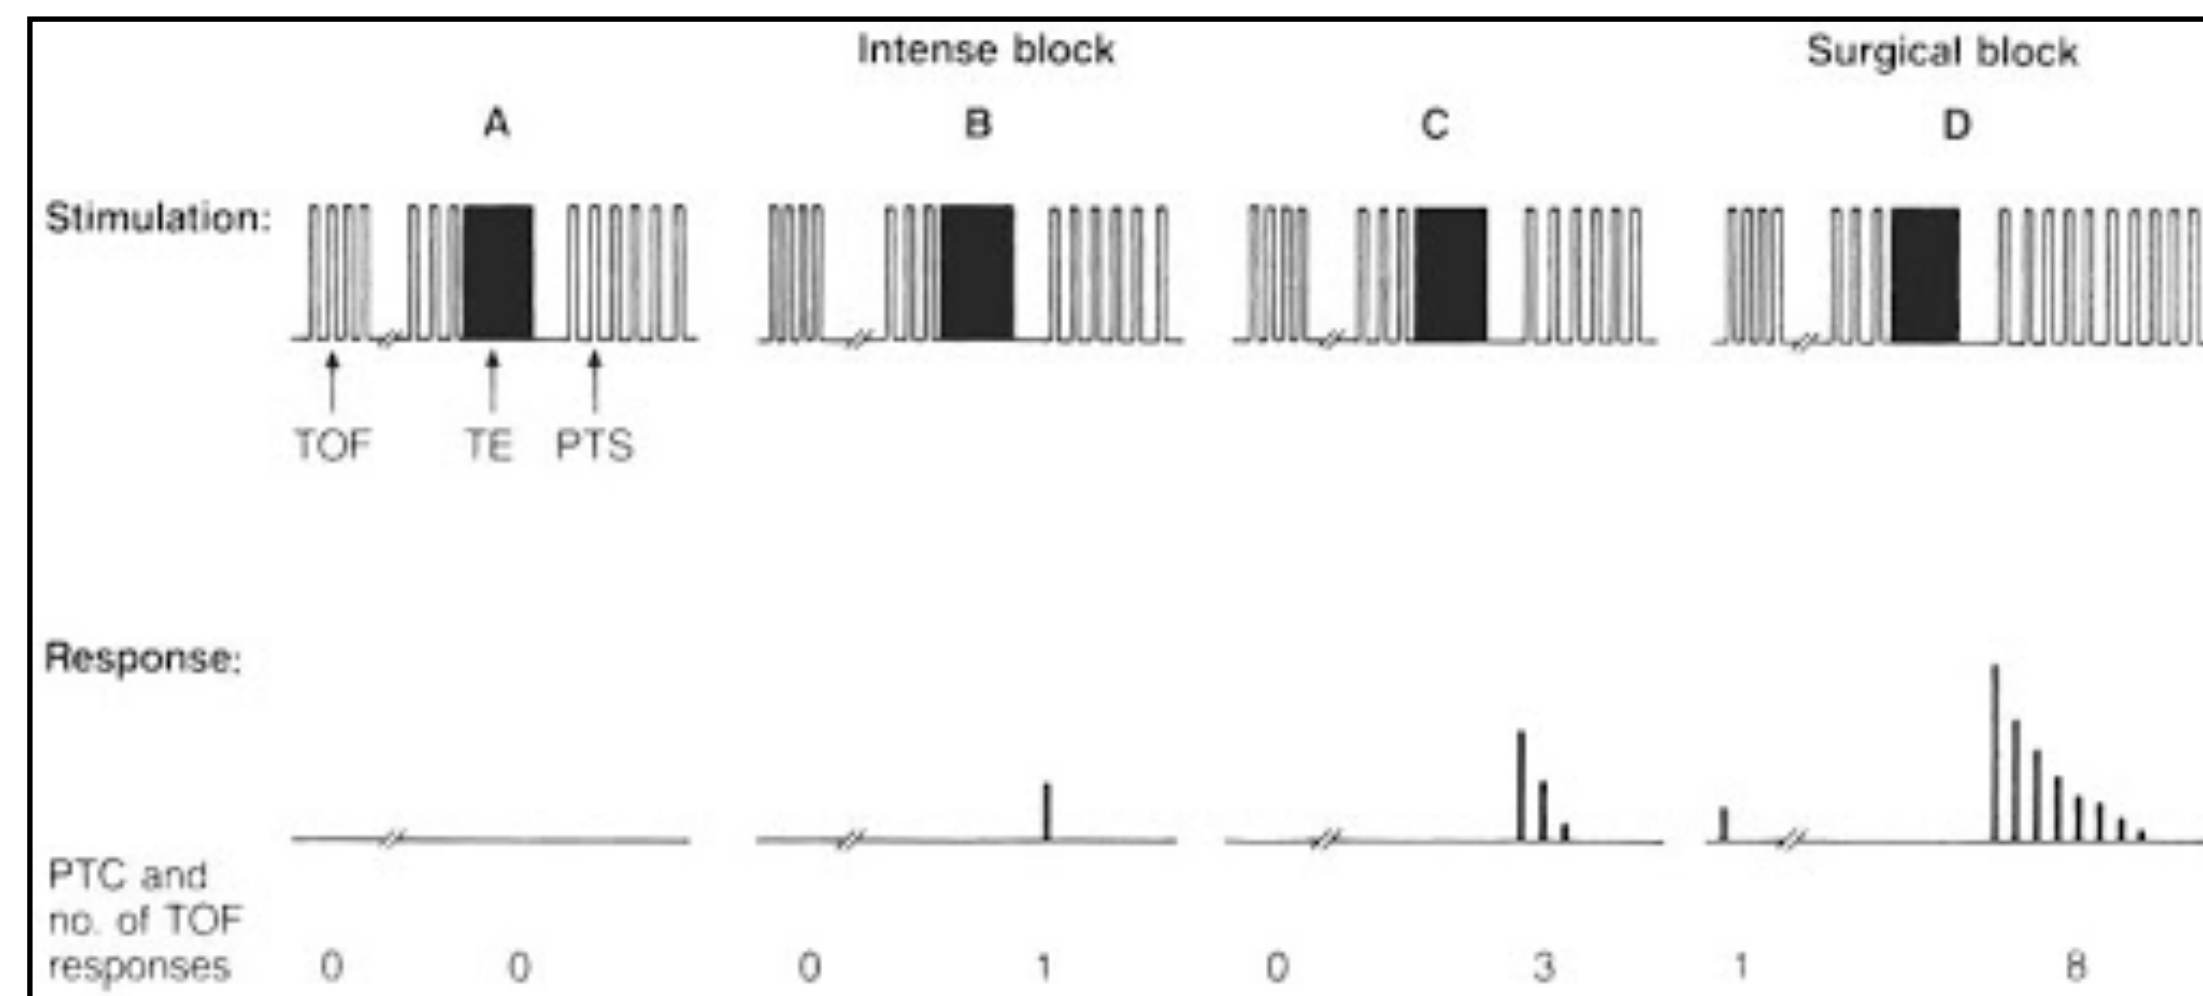 Intense block
Surgical block
A
B
C
D
Stimulation:
TOF
TE
PTS
Response:
PTC and
no. of TOF
responses
0
0
0
1
0
3
1
8